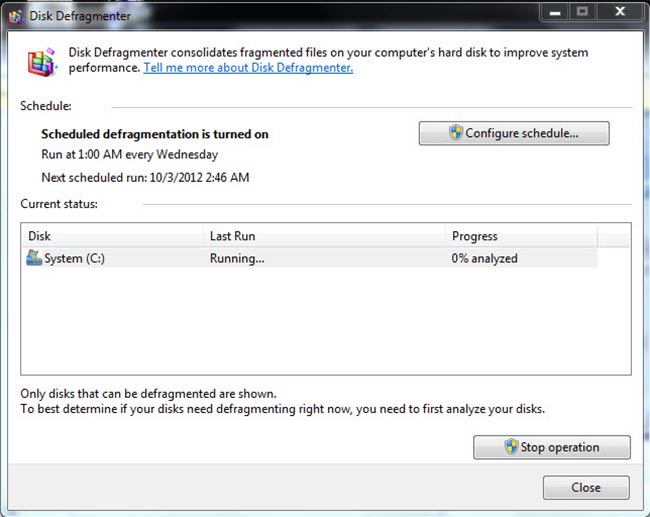 Disk Defragmenter
Disk Defragmenter consolidates fragmented files on your computer's hard disk to improve system
performance. Tell me more about Disk Defragmenter.
Schedule:
Scheduled defragmentation is turned on
Configure schedule...
Run at 1:00 AM every Wednesday
Next scheduled run: 10/3/2012 2:46 AM
Current status:
Disk Last Run Progress
System (C:) Running... 0% analyzed
Only disks that can be defragmented are shown.
To best determine if your disks need defragmenting right now, you need to first analyze your disks.
Stop operation
Close